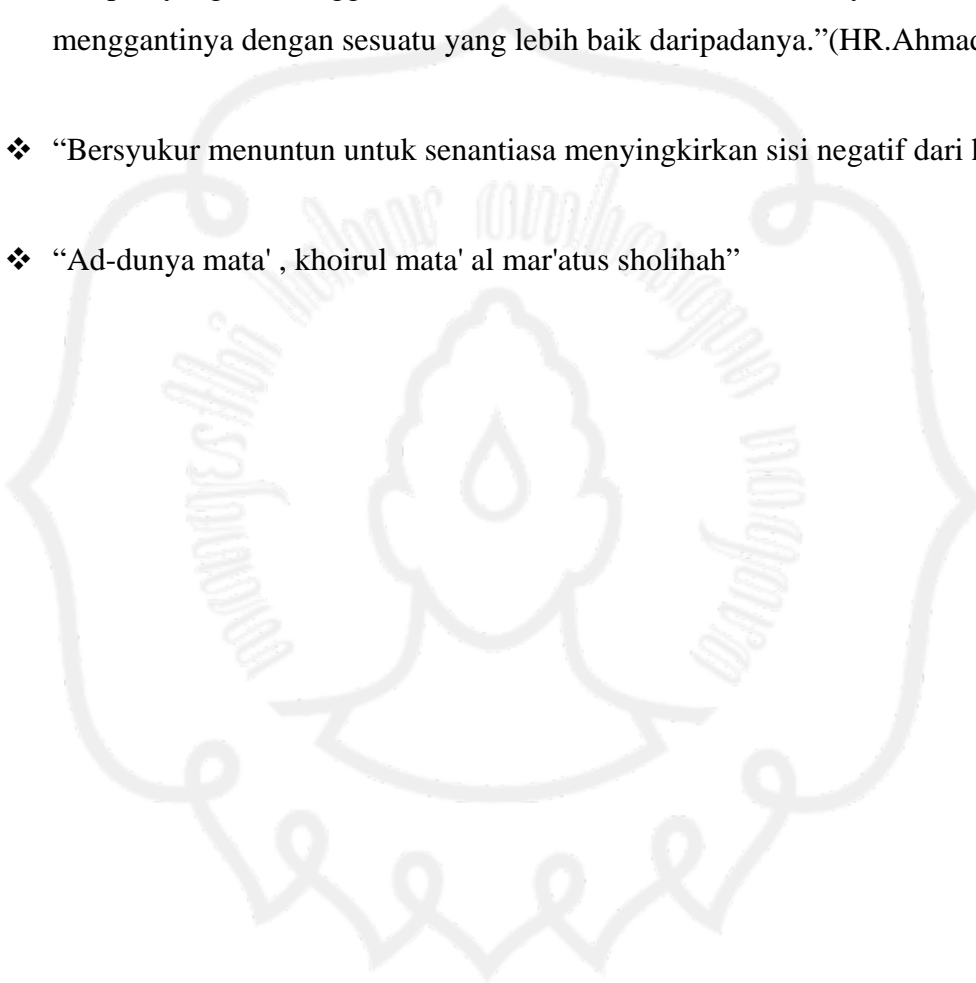 menggantinya dengan sesuatu yang lebih baik daripadanya.”(HR.Ahmad
❖ “Bersyukur menuntun untuk senantiasa menyingkirkan sisi negatif dari
❖ “Ad-dunya mata' , khoirul mata' al mar'atus sholihah”